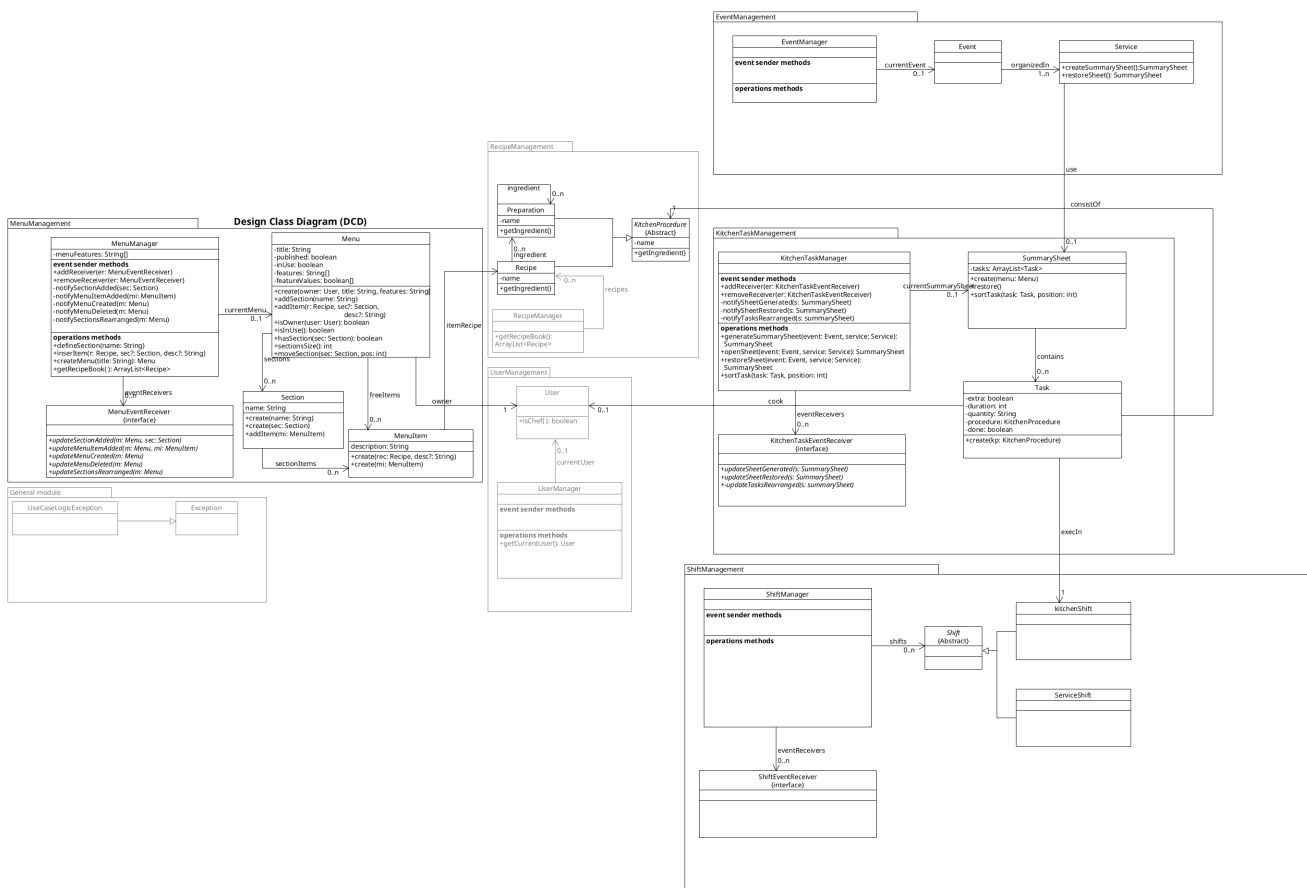 EventManagement
EventManager
event sender methods
operations methods
currentEvent
0..1
Event
organizedIn
1..n
Service
+createSummarySheet():SummarySheet
+restoreSheet(): SummarySheet
use
0..1
RecipeManagement
ingredient
0..n
Preparation
-name
+getIngredient()
0..n
ingredient
Recipe
-name
+getIngredient()
KitchenProcedure
{Abstract}
-name
+getIngredient()
1
consistOf
0..n
recipes
RecipeManager
+getRecipeBook():
ArrayList<Recipe>
Design Class Diagram (DCD)
MenuManagement
MenuManager
-menuFeatures: String[]
event sender methods
+addReceiver(er: MenuEventReceiver)
+removeReceiver(er: MenuEventReceiver)
-notifySectionAdded(sec: Section)
-notifyMenuItemAdded(mi: MenuItem)
-notifyMenuCreated(m: Menu)
-notifyMenuDeleted(m: Menu)
-notifySectionsRearranged(m: Menu)
operations methods
+defineSection(name: String)
+inserItem(r: Recipe, sec?: Section, desc?: String)
+createMenu(title: String): Menu
+getRecipeBook( ): ArrayList<Recipe>
currentMenu
0..1
Menu
-title: String
-published: boolean
-inUse: boolean
-features: String[]
-featureValues: boolean[]
+create(owner: User, title: String, features: String[
+addSection(name: String)
+addItem(r: Recipe, sec?: Section,
desc?: String)
+isOwner(user: User): boolean
+isInUse(): boolean
+hasSection(sec: Section): boolean
+sectionsSize(): int
+moveSection(sec: Section, pos: int)
itemRecipe
eventReceivers
0..n
MenuEventReceiver
{interface}
+updateSectionAdded(m: Menu, sec: Section)
+updateMenuItemAdded(m: Menu, mi: MenuItem)
+updateMenuCreated(m: Menu)
+updateMenuDeleted(m: Menu)
+updateSectionsRearranged(m: Menu)
sections
0..n
Section
name: String
+create(name: String)
+create(sec: Section)
+addItem(mi: MenuItem)
sectionItems
0..n
freeItems
0..n
MenuItem
description: String
+create(rec: Recipe, desc?: String)
+create(mi: MenuItem)
owner
1
UserManagement
User
+isChef( ): boolean
0..1
cook
0..1
currentUser
UserManager
event sender methods
operations methods
+getCurrentUser(): User
General module
UseCaseLogicException
Exception
KitchenTaskManagement
KitchenTaskManager
event sender methods
+addReceiver(er: KitchenTaskEventReceiver)
+removeReceiver(er: KitchenTaskEventReceiver)
-notifySheetGenerated(s: SummarySheet)
-notifySheetRestored(s: SummarySheet)
-notifyTasksRearranged(s: SummarySheet)
operations methods
+generateSummarySheet(event: Event, service: Service):
SummarySheet
+openSheet(event: Event, service: Service): SummarySheet
+restoreSheet(event: Event, service: Service):
SummarySheet
+sortTask(task: Task, position: int)
currentSummarySheet
0..1
SummarySheet
-tasks: ArrayList<Task>
+create(menu: Menu)
+restore()
+sortTask(task: Task, position: int)
contains
0..n
eventReceivers
0..n
KitchenTaskEventReceiver
{interface}
+updateSheetGenerated(s: SummarySheet)
+updateSheetRestored(s: SummarySheet)
+-updateTasksRearranged(s: summarySheet)
Task
-extra: boolean
-duration: int
-quantity: String
-procedure: KitchenProcedure
-done: boolean
+create(kp: KitchenProcedure)
execIn
1
ShiftManagement
ShiftManager
event sender methods
operations methods
shifts
0..n
Shift
{Abstract}
kitchenShift
ServiceShift
eventReceivers
0..n
ShiftEventReceiver
{interface}